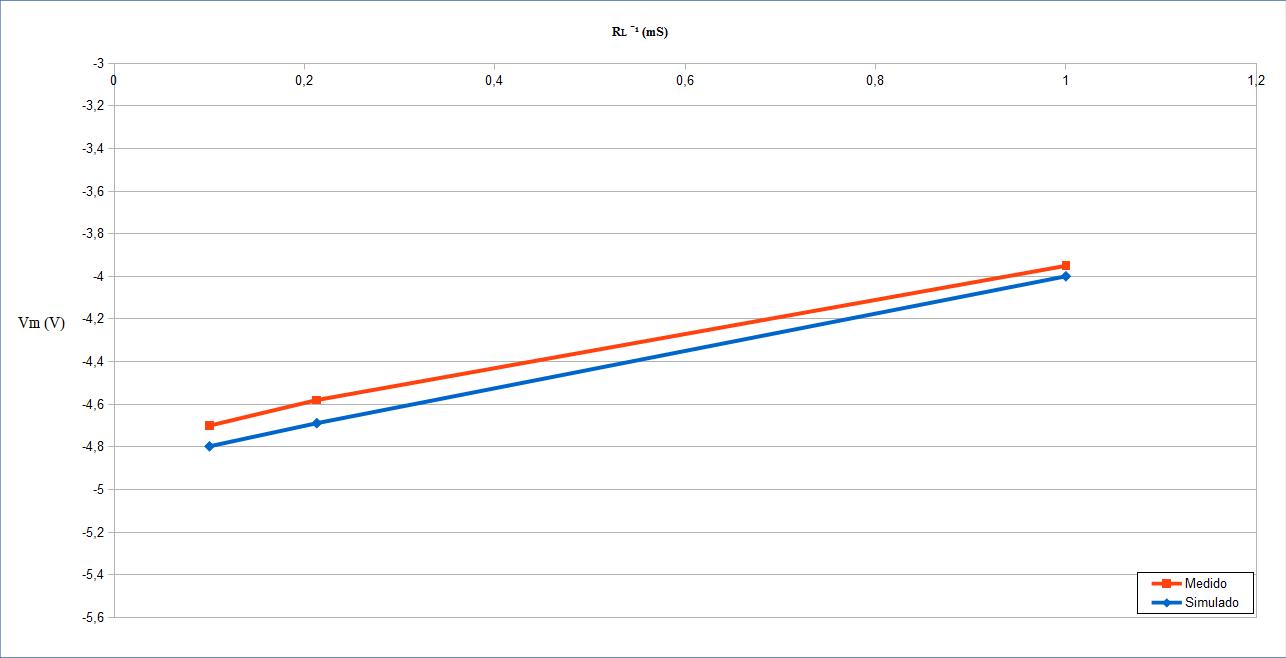 RL ⁻¹ (mS)
-3
0 0,2 0,4 0,6 0,8 1 1,2
-3,2
-3,4
-3,6
-3,8
-4
-4,2
Vm (V)
-4,4
-4,6
-4,8
-5
-5,2
-5,4
-5,6
Medido
Simulado